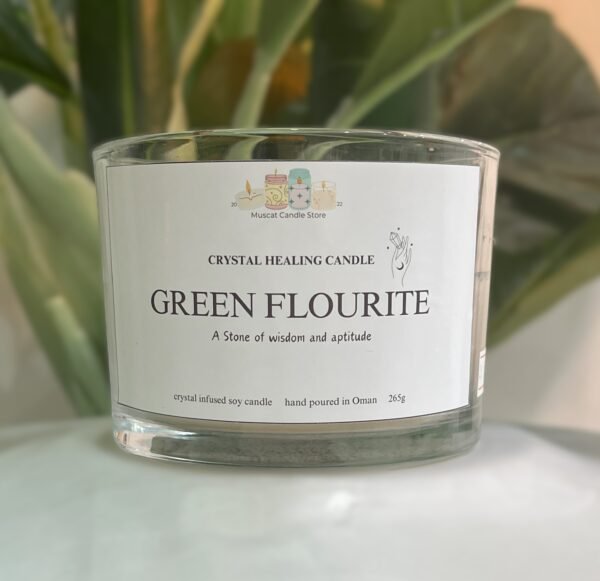 20 22
Muscat Candle Store
CRYSTAL HEALING CANDLE
GREEN FLOURITE
A Stone of wisdom and aptitude
crystal infused soy candle hand poured in Oman 265g